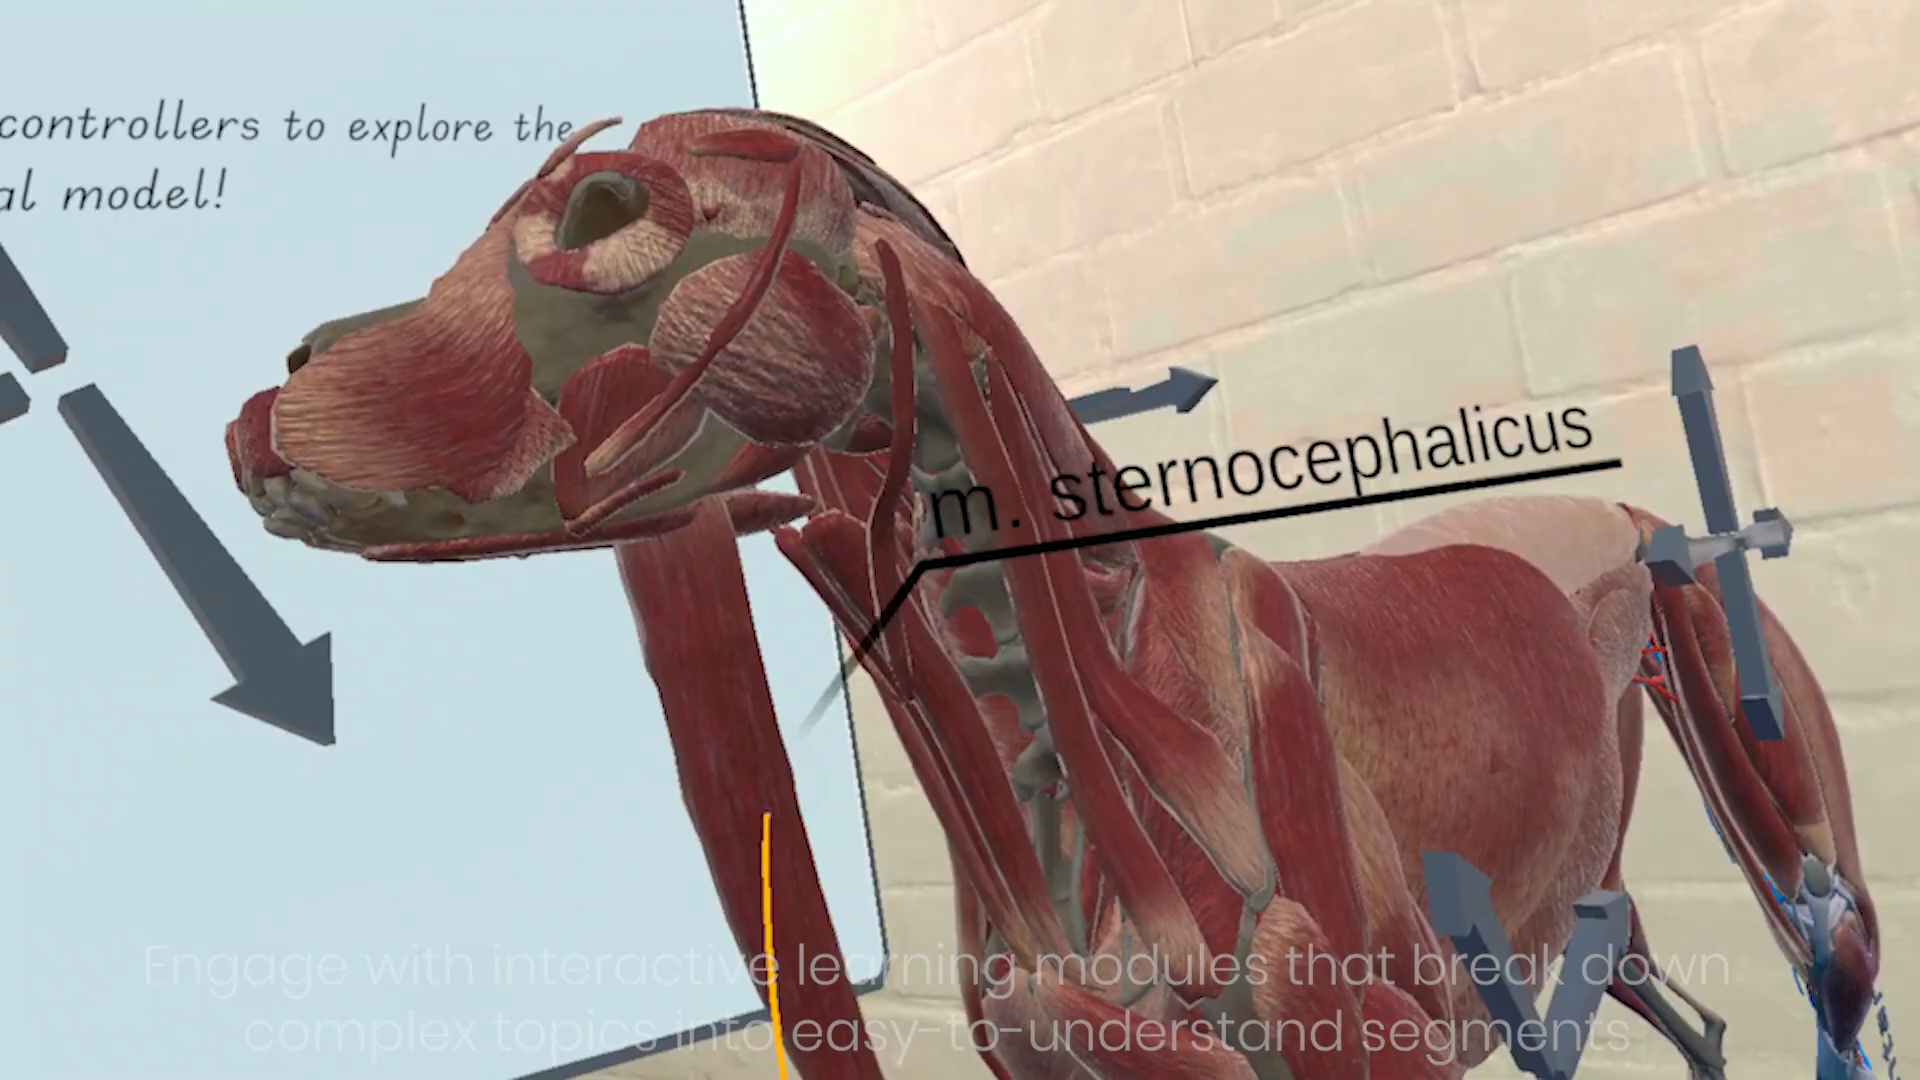 controllers to explore the
al model!
m. sternocephalicus
Engage with interactive learning modules that break down
complex topics into easy-to-understand segments